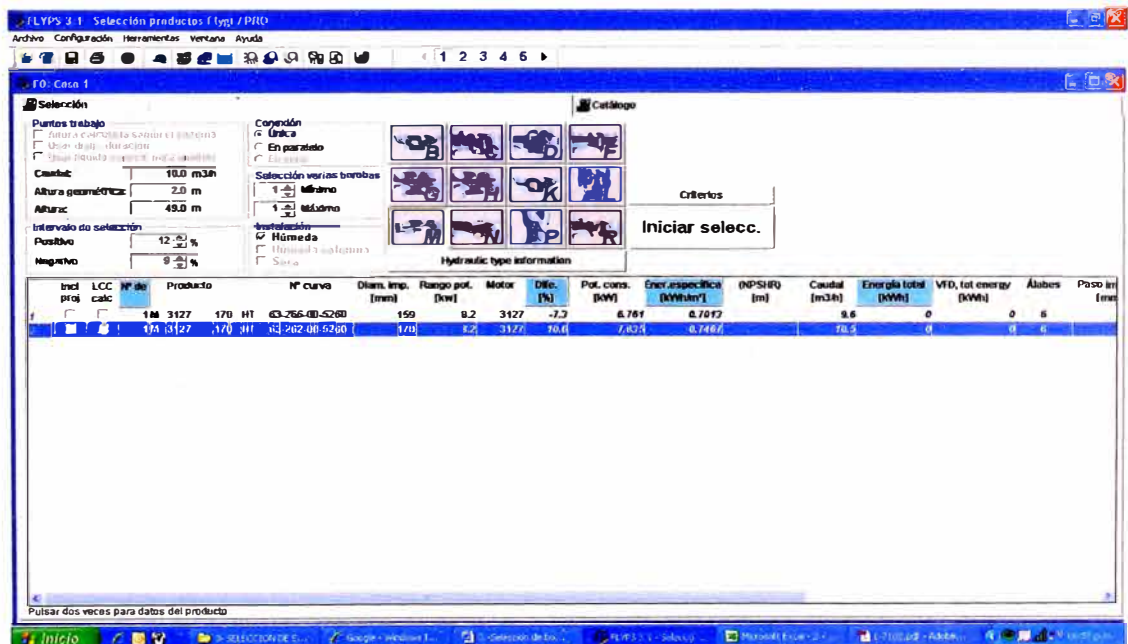 FLYPS 3.1 - Selección productos Flygt / PRO
Archivo Configuración Herramientas Ventana Ayuda
1 2 3 4 5
F0: Caso 1
Selección
Catálogo
Puntos trabajo
Conexión
Única
En paralelo
Caudal: 10.0 m3/h
Altura geométrica: 2.0 m
Altura: 49.0 m
Selección varias bombas
1 Mínimo
1 Máximo
Intervalo de selección
Positivo 12 %
Negativo 9 %
Instalación
Húmeda
Seca
B C D F
G H K L
M N P R
Hydraulic type information
Criterios
Iniciar selecc.
Incl proj LCC calc Nº de Producto Nº curva Diam. imp. [mm] Rango pot. [kw] Motor Dife. [%] Pot. cons. [kW] Ener.especifica [kWh/m³] (NPSHR) [m] Caudal [m3/h] Energía total [kWh] VFD, tot energy [kWh] Álabes Paso
1 M 3127 170 HT 63-266-00-5260 159 8.2 3127 -7.3 6.761 0.7013 9.6 0 0 6
1 M 3127 170 HT 63-262-00-5260 170 8.2 3127 10.6 7.835 0.7467 10.5 0 0 6
Pulsar dos veces para datos del producto
Inicio